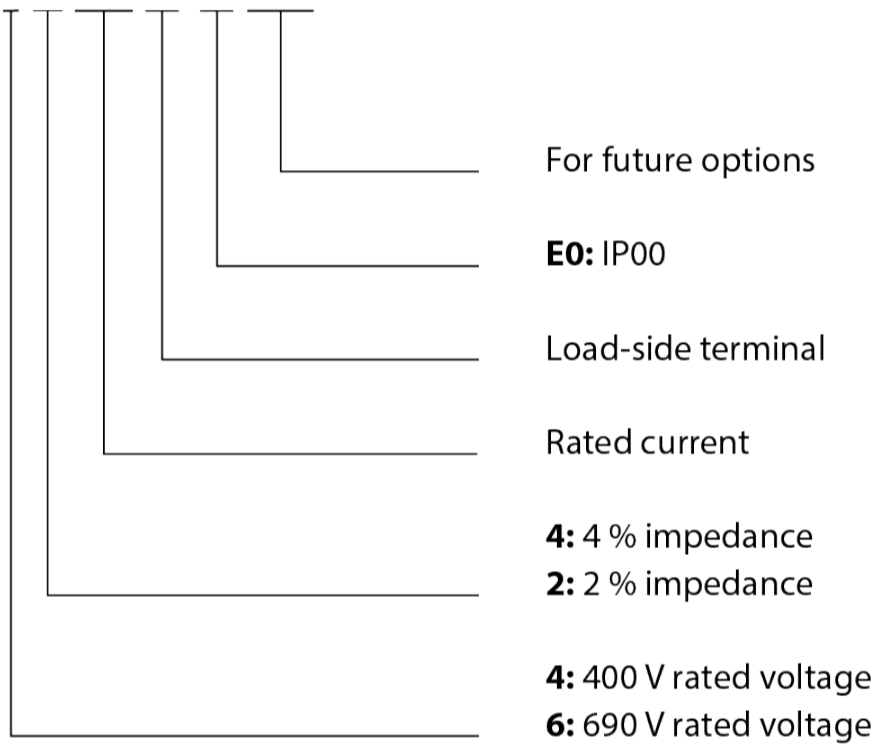 For future options
E0: IP00
Load-side terminal
Rated current
4: 4 % impedance
2: 2 % impedance
4: 400 V rated voltage
6: 690 V rated voltage